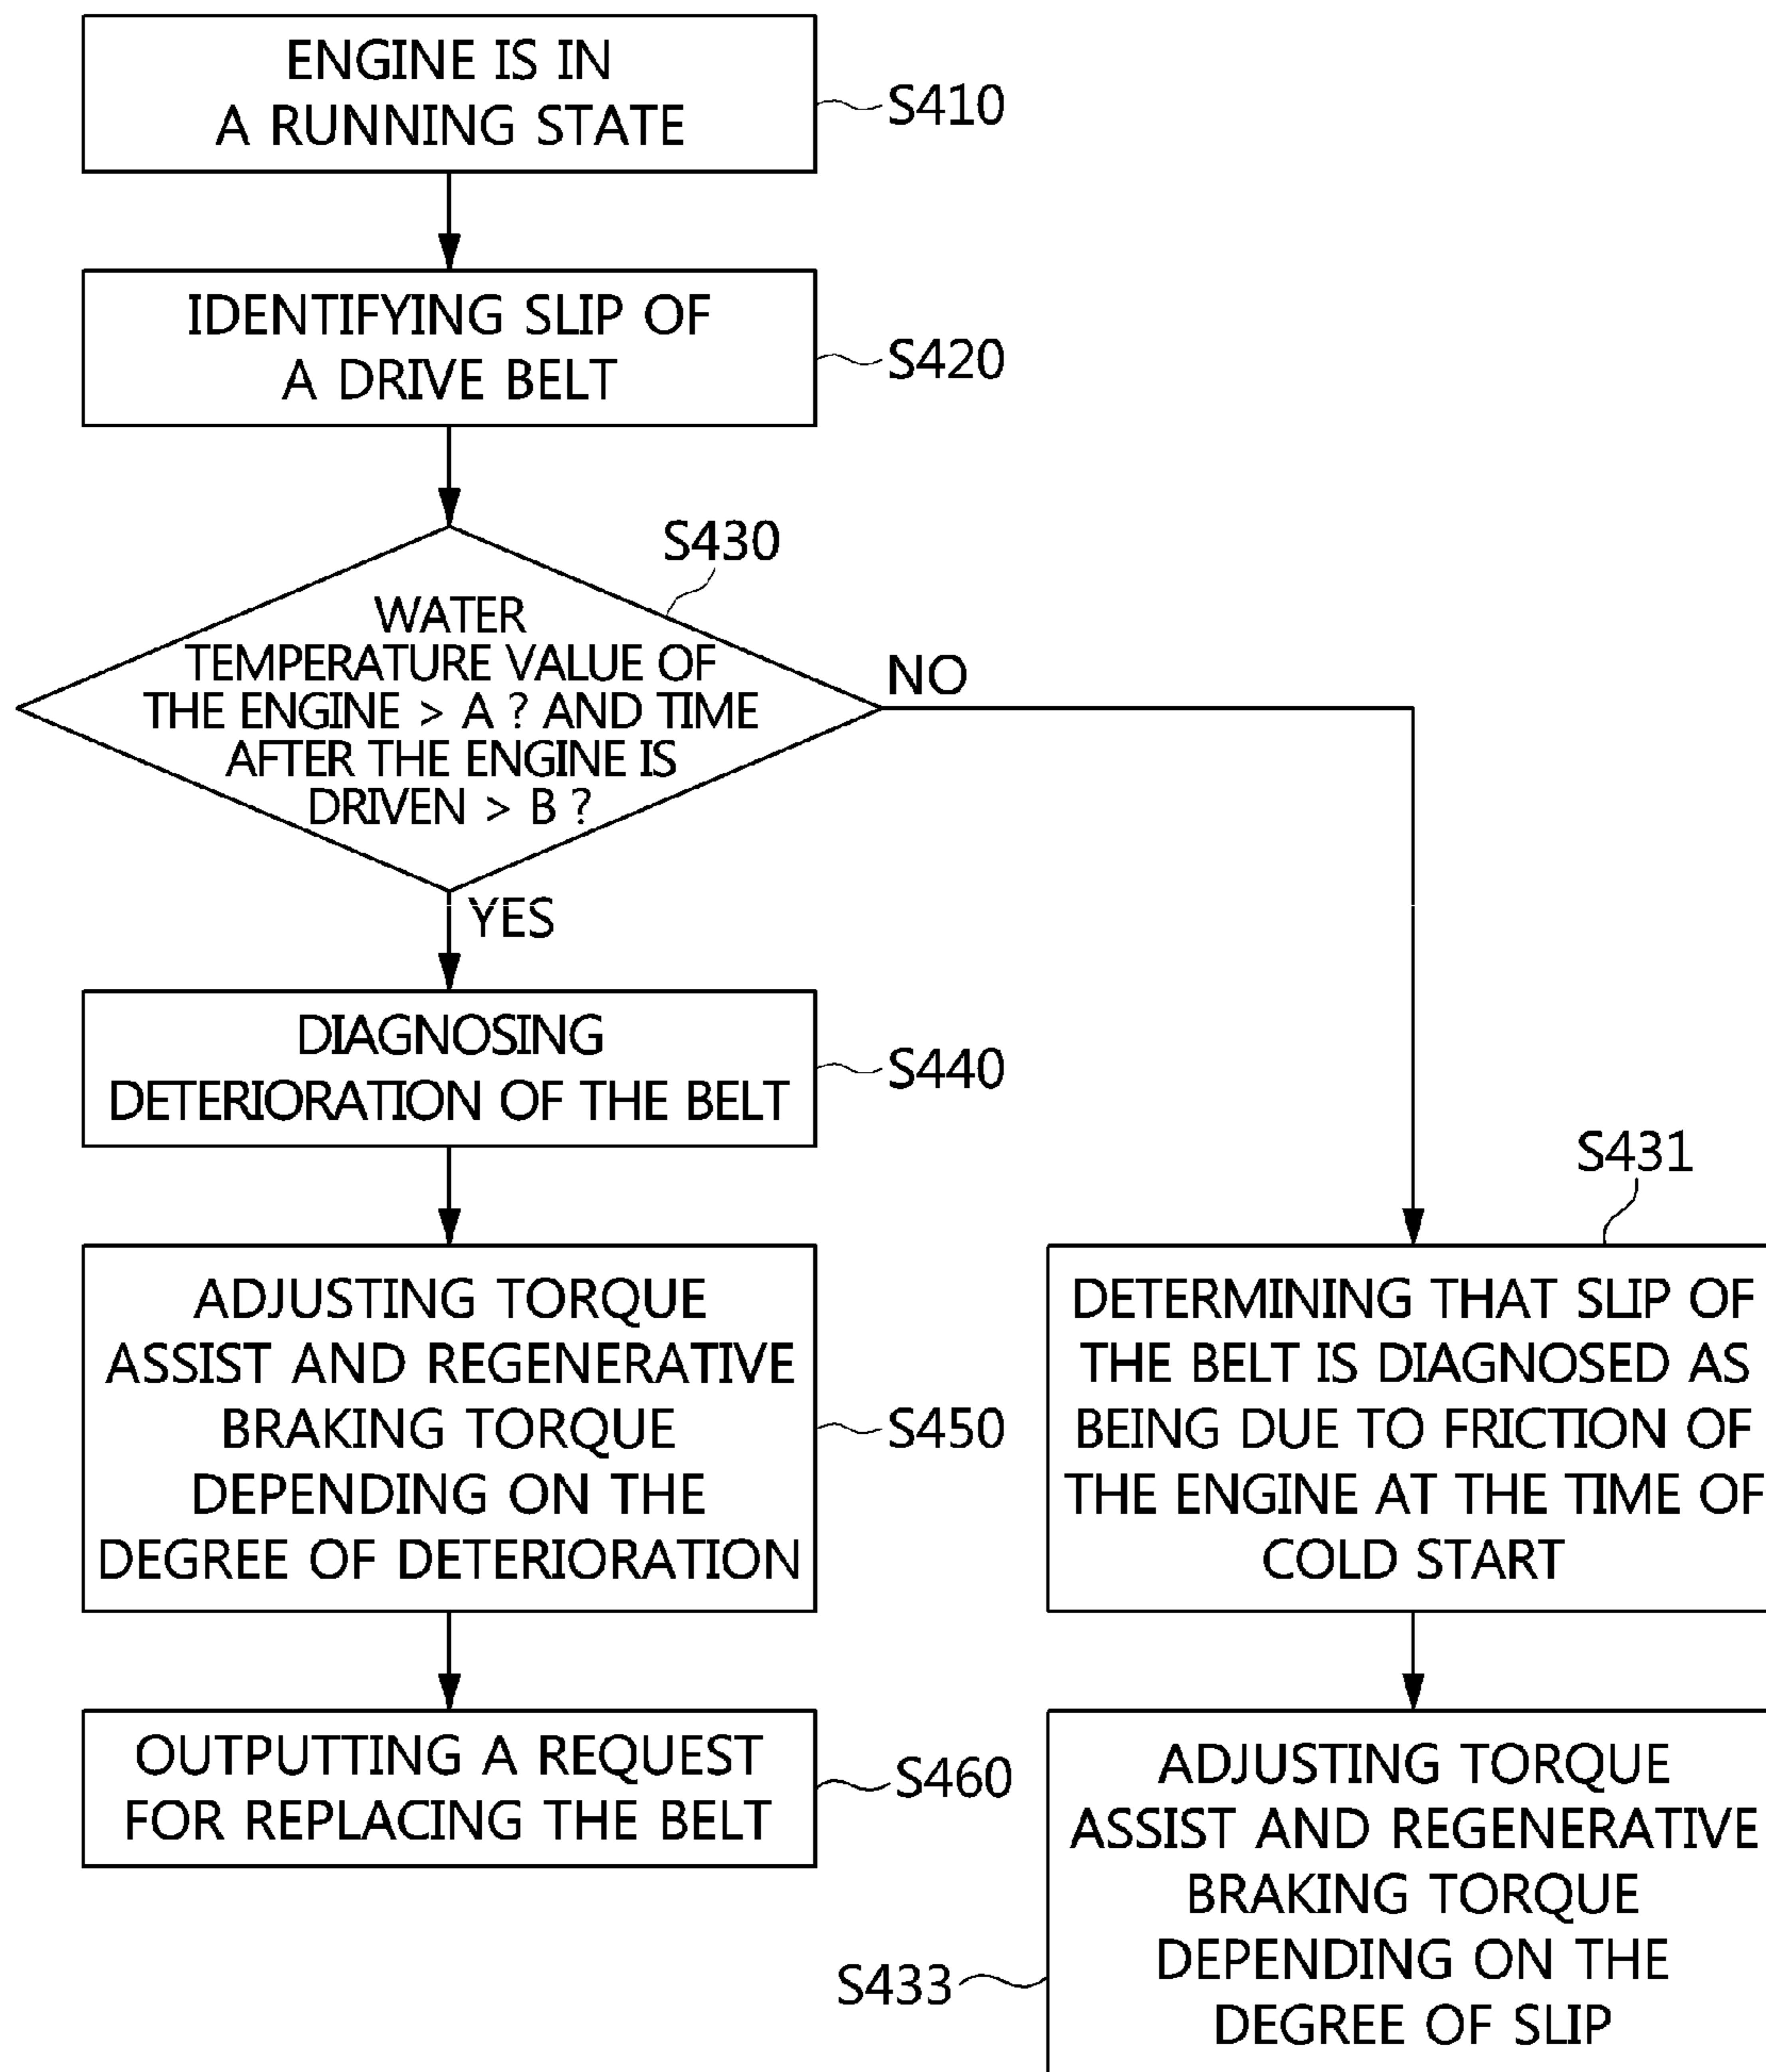 ENGINE IS IN
A RUNNING STATE
S410
IDENTIFYING SLIP OF
A DRIVE BELT
S420
S430
WATER
TEMPERATURE VALUE OF
THE ENGINE > A ? AND TIME
AFTER THE ENGINE IS
DRIVEN > B ?
NO
YES
DIAGNOSING
DETERIORATION OF THE BELT
S440
ADJUSTING TORQUE
ASSIST AND REGENERATIVE
BRAKING TORQUE
DEPENDING ON THE
DEGREE OF DETERIORATION
S450
OUTPUTTING A REQUEST
FOR REPLACING THE BELT
S460
S431
DETERMINING THAT SLIP OF
THE BELT IS DIAGNOSED AS
BEING DUE TO FRICTION OF
THE ENGINE AT THE TIME OF
COLD START
ADJUSTING TORQUE
ASSIST AND REGENERATIVE
BRAKING TORQUE
DEPENDING ON THE
DEGREE OF SLIP
S433